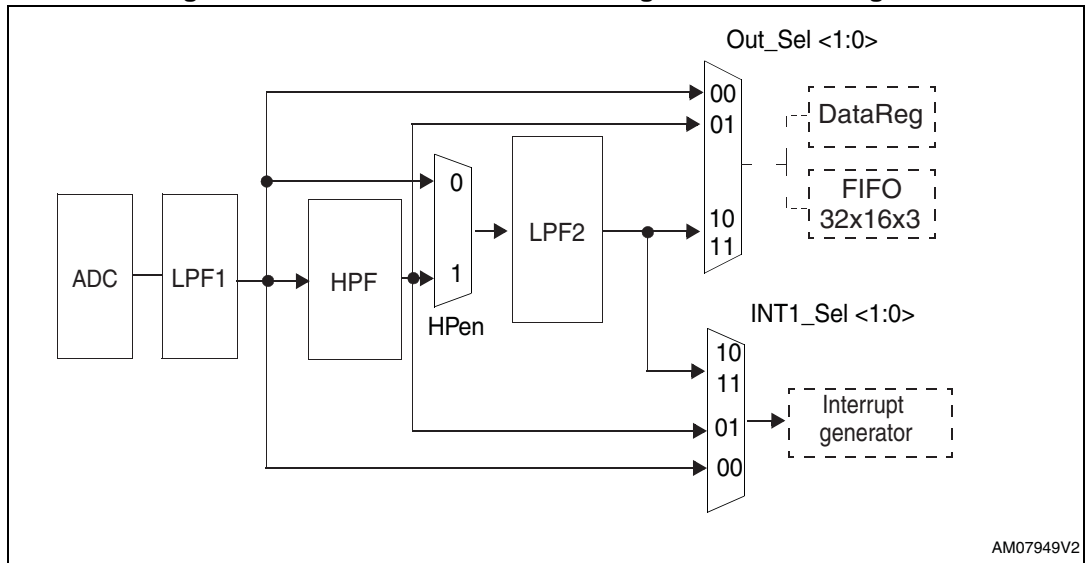 Out_Sel <1:0>
00
01
10
11
DataReg
FIFO
32x16x3
0
1
HPen
ADC
LPF1
HPF
LPF2
INT1_Sel <1:0>
10
11
01
00
Interrupt
generator
AM07949V2